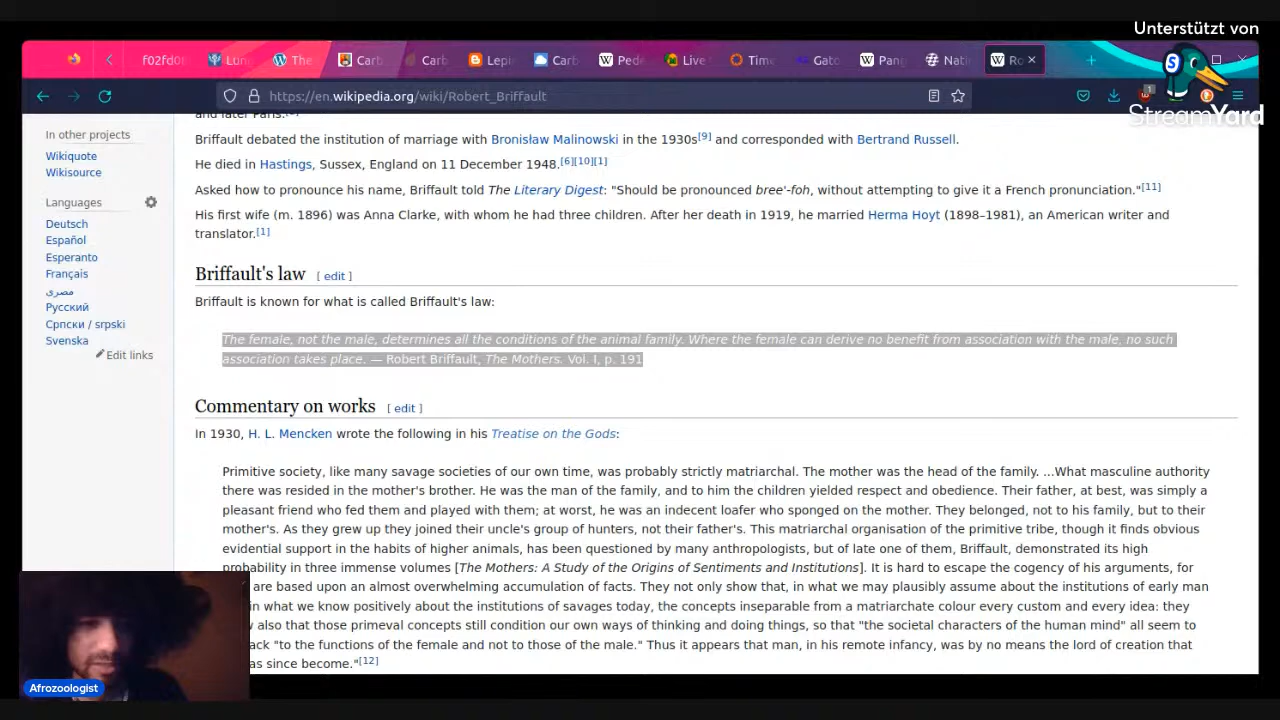 Unterstützt von
StreamYard
f02fd0
Lun
The
Carb
Carb
Lepi
Carb
Pede
Live
Time
Gato
Pan
Nati
Ro
https://en.wikipedia.org/wiki/Robert_Briffault
1
In other projects
Wikiquote
Wikisource
Languages
Deutsch
Español
Esperanto
Français
مصرى
Русский
Српски / srpski
Svenska
Edit links
and later Paris.
Briffault debated the institution of marriage with Bronisław Malinowski in the 1930s[9] and corresponded with Bertrand Russell.
He died in Hastings, Sussex, England on 11 December 1948.[6][10][1]
Asked how to pronounce his name, Briffault told The Literary Digest: "Should be pronounced bree'-foh, without attempting to give it a French pronunciation."[11]
His first wife (m. 1896) was Anna Clarke, with whom he had three children. After her death in 1919, he married Herma Hoyt (1898–1981), an American writer and
translator.[1]
Briffault's law [ edit ]
Briffault is known for what is called Briffault's law:
The female, not the male, determines all the conditions of the animal family. Where the female can derive no benefit from association with the male, no such
association takes place. — Robert Briffault, The Mothers. Vol. I, p. 191
Commentary on works [ edit ]
In 1930, H. L. Mencken wrote the following in his Treatise on the Gods:
Primitive society, like many savage societies of our own time, was probably strictly matriarchal. The mother was the head of the family. ...What masculine authority
there was resided in the mother's brother. He was the man of the family, and to him the children yielded respect and obedience. Their father, at best, was simply a
pleasant friend who fed them and played with them; at worst, he was an indecent loafer who sponged on the mother. They belonged, not to his family, but to their
mother's. As they grew up they joined their uncle's group of hunters, not their father's. This matriarchal organisation of the primitive tribe, though it finds obvious
evidential support in the habits of higher animals, has been questioned by many anthropologists, but of late one of them, Briffault, demonstrated its high
probability in three immense volumes [The Mothers: A Study of the Origins of Sentiments and Institutions]. It is hard to escape the cogency of his arguments, for
are based upon an almost overwhelming accumulation of facts. They not only show that, in what we may plausibly assume about the institutions of early man
in what we know positively about the institutions of savages today, the concepts inseparable from a matriarchate colour every custom and every idea: they
also that those primeval concepts still condition our own ways of thinking and doing things, so that "the societal characters of the human mind" all seem to
ack "to the functions of the female and not to those of the male." Thus it appears that man, in his remote infancy, was by no means the lord of creation that
as since become."[12]
Afrozoologist